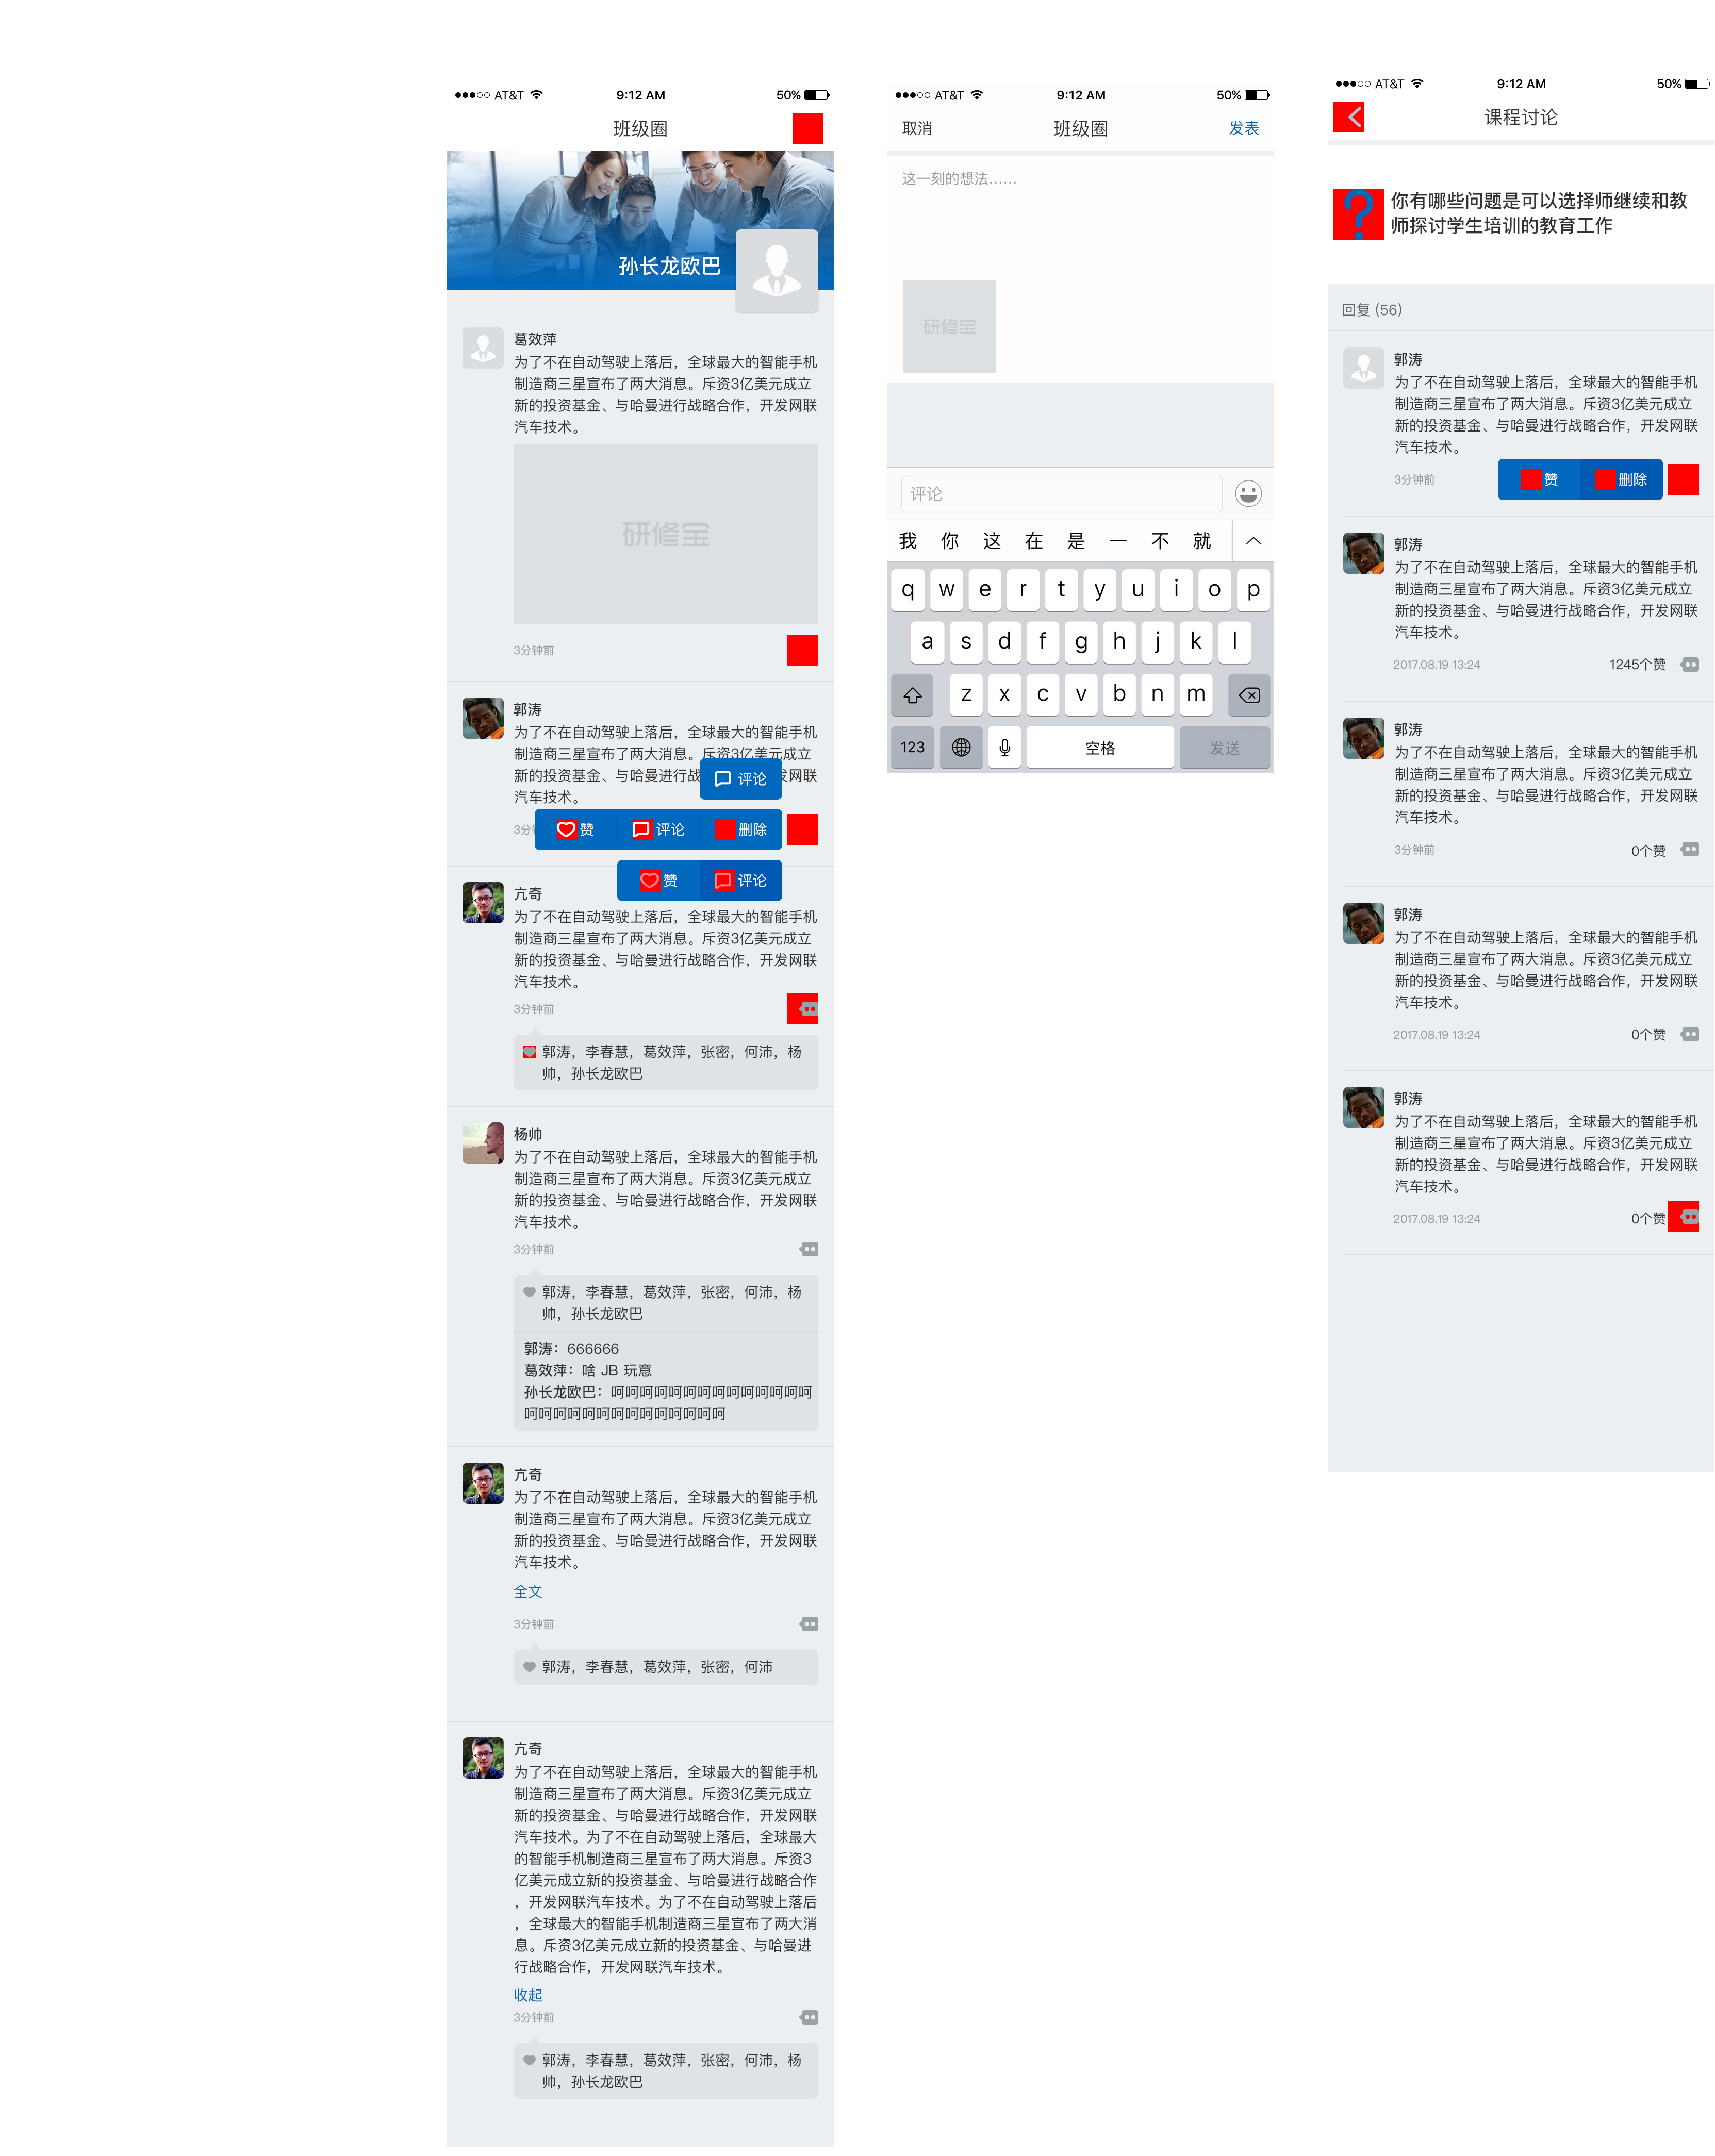 AT&T 9:12 AM 50%
班级圈
孙长龙欧巴
葛效萍
为了不在自动驾驶上落后，全球最大的智能手机
制造商三星宣布了两大消息。斥资3亿美元成立
新的投资基金、与哈曼进行战略合作，开发网联
汽车技术。
研修宝
3分钟前
郭涛
为了不在自动驾驶上落后，全球最大的智能手机
制造商三星宣布了两大消息。斥资3亿美元成立
新的投资基金、与哈曼进行战 网联
评论
汽车技术。
3分
赞 评论 删除
赞 评论
亢奇
为了不在自动驾驶上落后，全球最大的智能手机
制造商三星宣布了两大消息。斥资3亿美元成立
新的投资基金、与哈曼进行战略合作，开发网联
汽车技术。
3分钟前
郭涛，李春慧，葛效萍，张密，何沛，杨
帅，孙长龙欧巴
杨帅
为了不在自动驾驶上落后，全球最大的智能手机
制造商三星宣布了两大消息。斥资3亿美元成立
新的投资基金、与哈曼进行战略合作，开发网联
汽车技术。
3分钟前
郭涛，李春慧，葛效萍，张密，何沛，杨
帅，孙长龙欧巴
郭涛：666666
葛效萍：啥 JB 玩意
孙长龙欧巴：呵呵呵呵呵呵呵呵呵呵呵呵呵呵
呵呵呵呵呵呵呵呵呵呵呵呵呵呵
亢奇
为了不在自动驾驶上落后，全球最大的智能手机
制造商三星宣布了两大消息。斥资3亿美元成立
新的投资基金、与哈曼进行战略合作，开发网联
汽车技术。
全文
3分钟前
郭涛，李春慧，葛效萍，张密，何沛
亢奇
为了不在自动驾驶上落后，全球最大的智能手机
制造商三星宣布了两大消息。斥资3亿美元成立
新的投资基金、与哈曼进行战略合作，开发网联
汽车技术。为了不在自动驾驶上落后，全球最大
的智能手机制造商三星宣布了两大消息。斥资3
亿美元成立新的投资基金、与哈曼进行战略合作
，开发网联汽车技术。为了不在自动驾驶上落后
，全球最大的智能手机制造商三星宣布了两大消
息。斥资3亿美元成立新的投资基金、与哈曼进
行战略合作，开发网联汽车技术。
收起
3分钟前
郭涛，李春慧，葛效萍，张密，何沛，杨
帅，孙长龙欧巴
AT&T 9:12 AM 50%
取消 班级圈 发表
这一刻的想法……
研修宝
评论
我 你 这 在 是 一 不 就
q w e r t y u i o p
a s d f g h j k l
z x c v b n m
123 空格 发送
AT&T 9:12 AM 50%
课程讨论
你有哪些问题是可以选择师继续和教
师探讨学生培训的教育工作
回复 (56)
郭涛
为了不在自动驾驶上落后，全球最大的智能手机
制造商三星宣布了两大消息。斥资3亿美元成立
新的投资基金、与哈曼进行战略合作，开发网联
汽车技术。
3分钟前 赞 删除
郭涛
为了不在自动驾驶上落后，全球最大的智能手机
制造商三星宣布了两大消息。斥资3亿美元成立
新的投资基金、与哈曼进行战略合作，开发网联
汽车技术。
2017.08.19 13:24 1245个赞
郭涛
为了不在自动驾驶上落后，全球最大的智能手机
制造商三星宣布了两大消息。斥资3亿美元成立
新的投资基金、与哈曼进行战略合作，开发网联
汽车技术。
3分钟前 0个赞
郭涛
为了不在自动驾驶上落后，全球最大的智能手机
制造商三星宣布了两大消息。斥资3亿美元成立
新的投资基金、与哈曼进行战略合作，开发网联
汽车技术。
2017.08.19 13:24 0个赞
郭涛
为了不在自动驾驶上落后，全球最大的智能手机
制造商三星宣布了两大消息。斥资3亿美元成立
新的投资基金、与哈曼进行战略合作，开发网联
汽车技术。
2017.08.19 13:24 0个赞